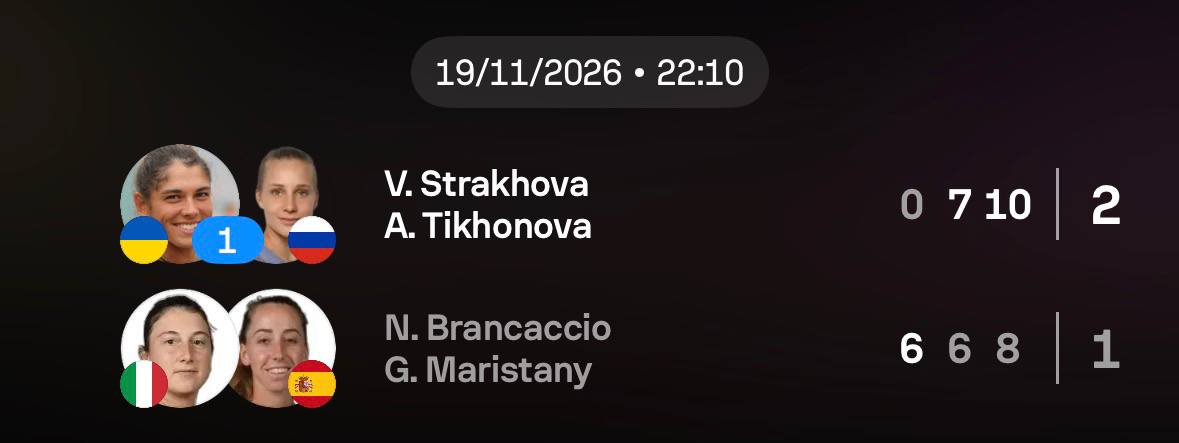 19/11/2026 • 22:10
1
V. Strakhova
A. Tikhonova
0 7 10 2
N. Brancaccio
G. Maristany
6 6 8 1